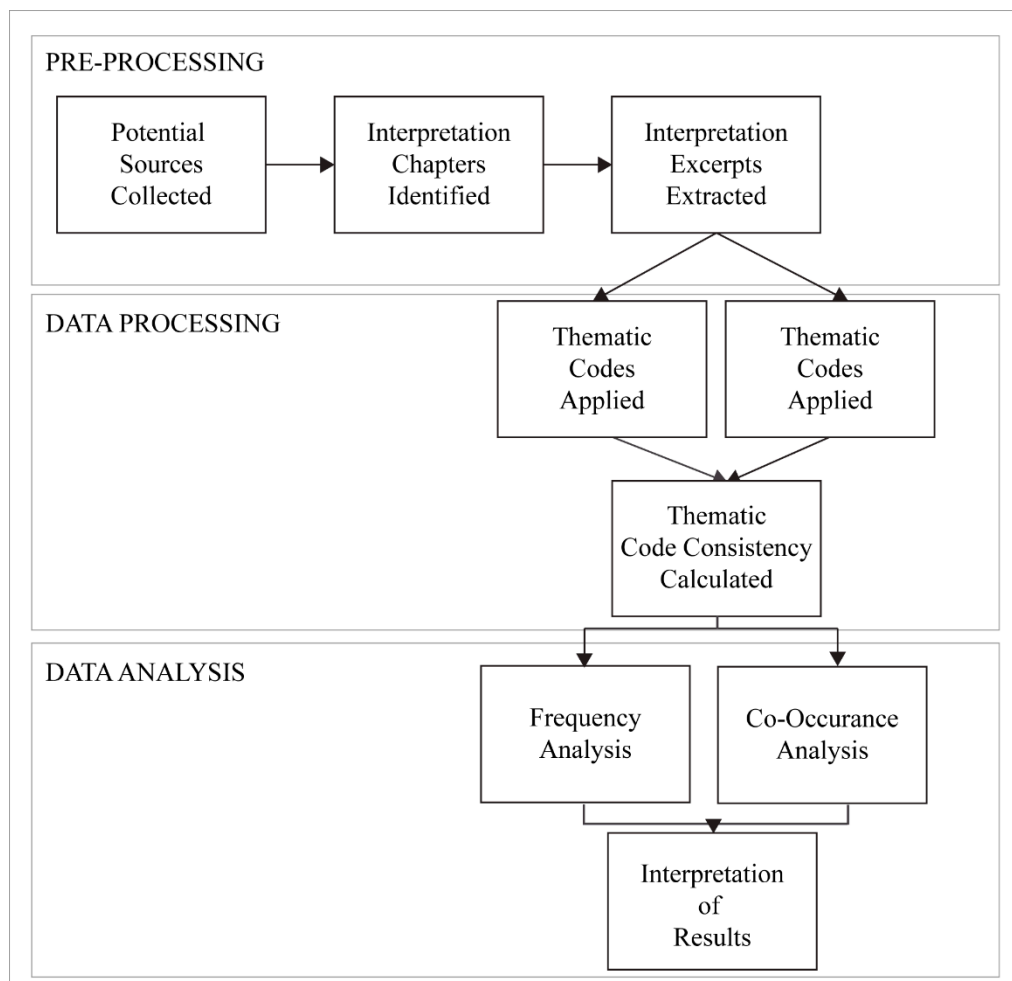 PRE-PROCESSING
Potential
Sources
Collected
Interpretation
Chapters
Identified
Interpretation
Excerpts
Extracted
DATA PROCESSING
Thematic
Codes
Applied
Thematic
Codes
Applied
Thematic
Code Consistency
Calculated
DATA ANALYSIS
Frequency
Analysis
Co-Occurance
Analysis
Interpretation
of
Results